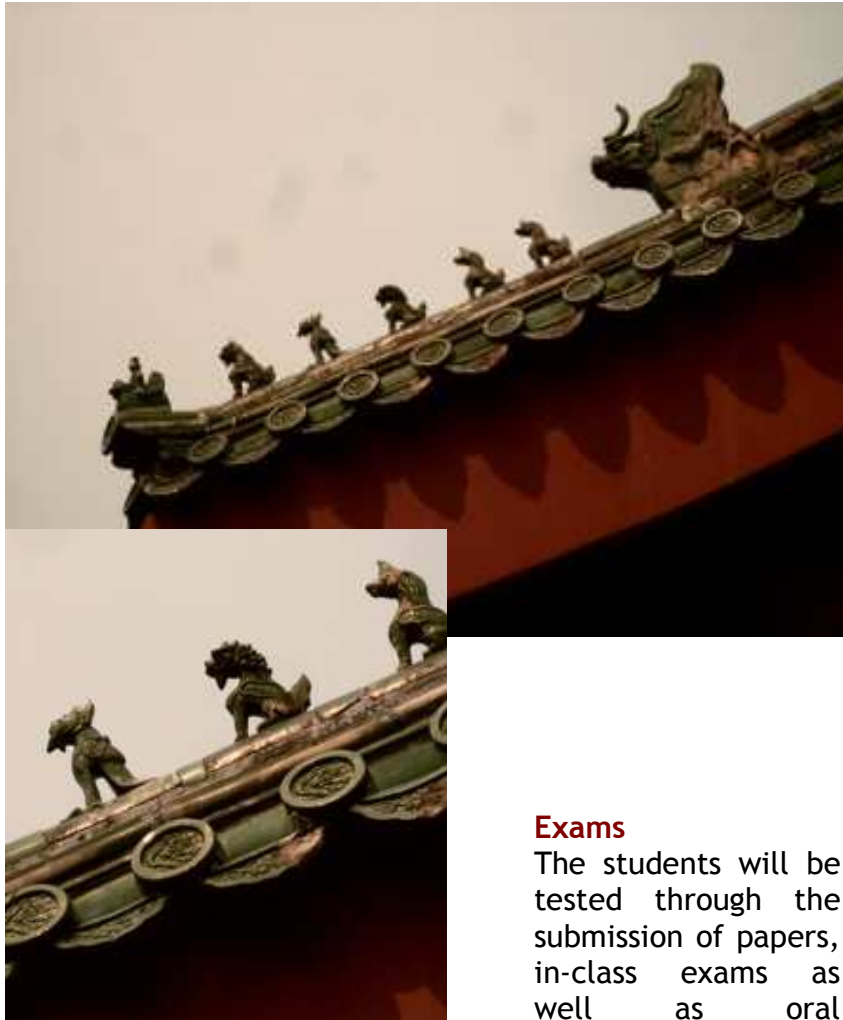 Exams
The students will be
tested through the
submission of papers,
in-class exams as
well as oral